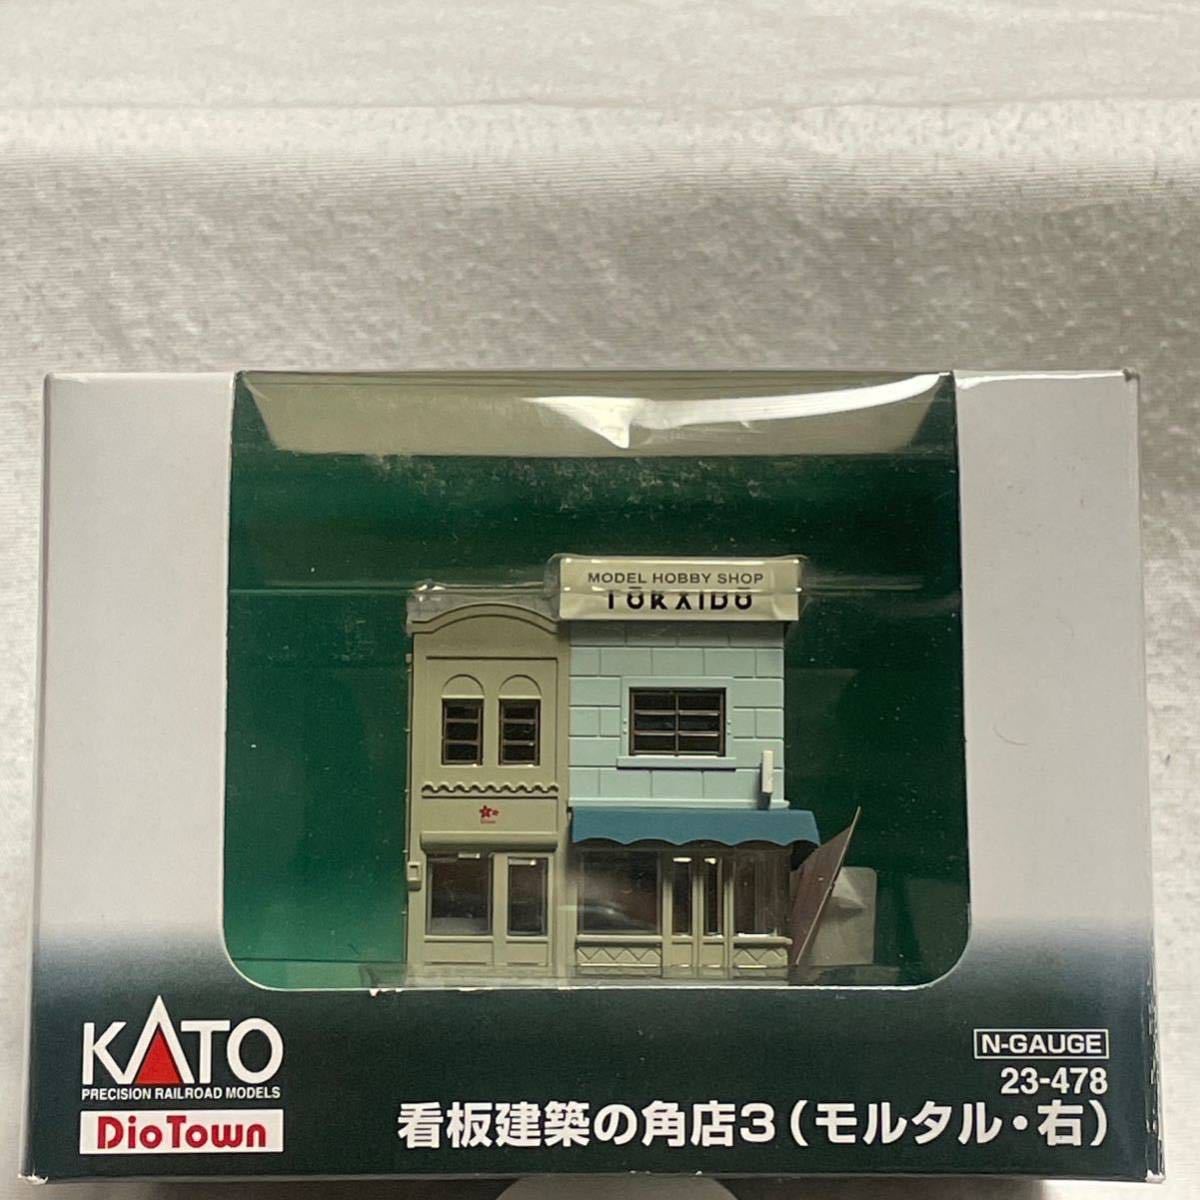 MODEL HOBBY SHOP
TOKAIDO
KATO
PRECISION RAILROAD MODELS
DioTown
N-GAUGE
23-478
看板建築の角店3(モルタル・右)